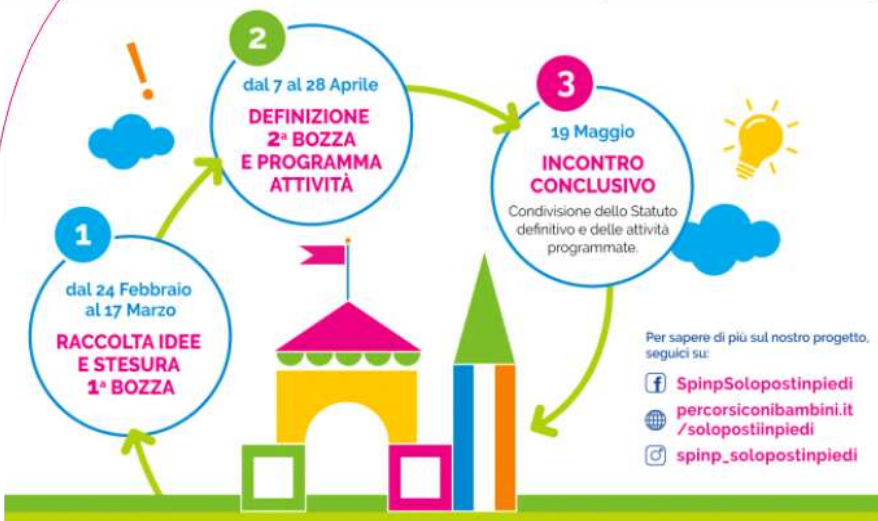 1
dal 24 Febbraio
al 17 Marzo
RACCOLTA IDEE
E STESURA
1ª BOZZA
2
dal 7 al 28 Aprile
DEFINIZIONE
2ª BOZZA
E PROGRAMMA
ATTIVITÀ
3
19 Maggio
INCONTRO
CONCLUSIVO
Condivisione dello Statuto
definitivo e delle attività
programmate.
Per sapere di più sul nostro progetto,
seguici su:
SpinpSolopostinpiedi
percorsiconibambini.it
/solopostiinpiedi
spinp_solopostinpiedi